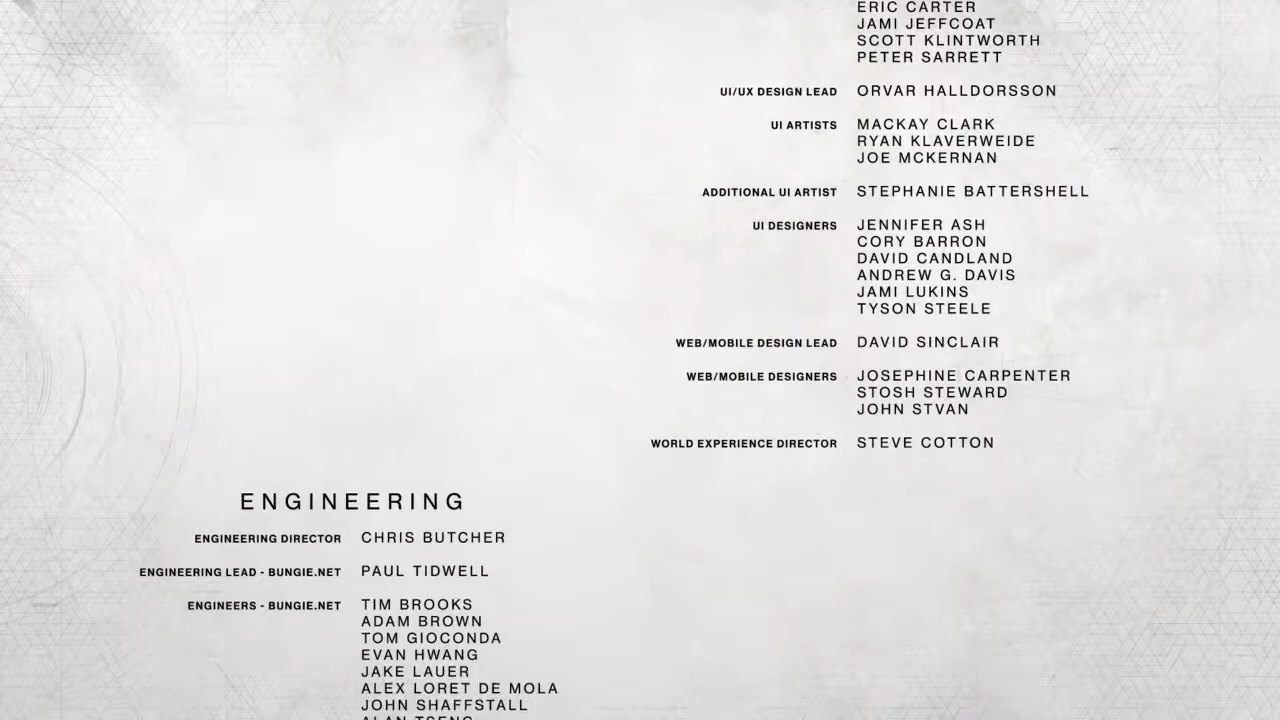 ERIC CARTER
JAMI JEFFCOAT
SCOTT KLINTWORTH
PETER SARRETT
UI/UX DESIGN LEAD ORVAR HALLDORSSON
UI ARTISTS MACKAY CLARK
RYAN KLAVERWEIDE
JOE MCKERNAN
ADDITIONAL UI ARTIST STEPHANIE BATTERSHELL
UI DESIGNERS JENNIFER ASH
CORY BARRON
DAVID CANDLAND
ANDREW G. DAVIS
JAMI LUKINS
TYSON STEELE
WEB/MOBILE DESIGN LEAD DAVID SINCLAIR
WEB/MOBILE DESIGNERS JOSEPHINE CARPENTER
STOSH STEWARD
JOHN STVAN
WORLD EXPERIENCE DIRECTOR STEVE COTTON
ENGINEERING
ENGINEERING DIRECTOR CHRIS BUTCHER
ENGINEERING LEAD - BUNGIE.NET PAUL TIDWELL
ENGINEERS - BUNGIE.NET TIM BROOKS
ADAM BROWN
TOM GIOCONDA
EVAN HWANG
JAKE LAUER
ALEX LORET DE MOLA
JOHN SHAFFSTALL